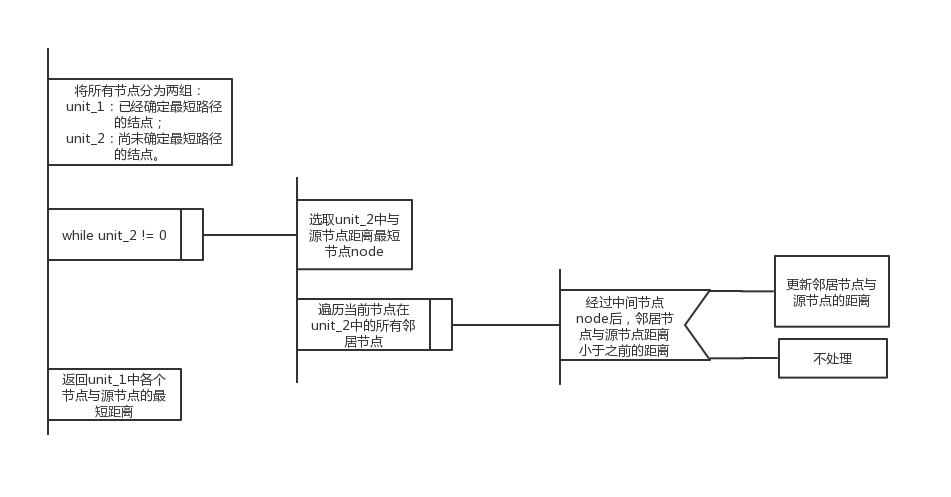 将所有节点分为两组：
unit_1：已经确定最短路径
的结点；
unit_2：尚未确定最短路径
的结点。
while unit_2 != 0
选取unit_2中与
源节点距离最短
节点node
遍历当前节点在
unit_2中的所有邻
居节点
经过中间节点
node后，邻居节
点与源节点距离
小于之前的距离
更新邻居节点与
源节点的距离
不处理
返回unit_1中各个
节点与源节点的最
短距离